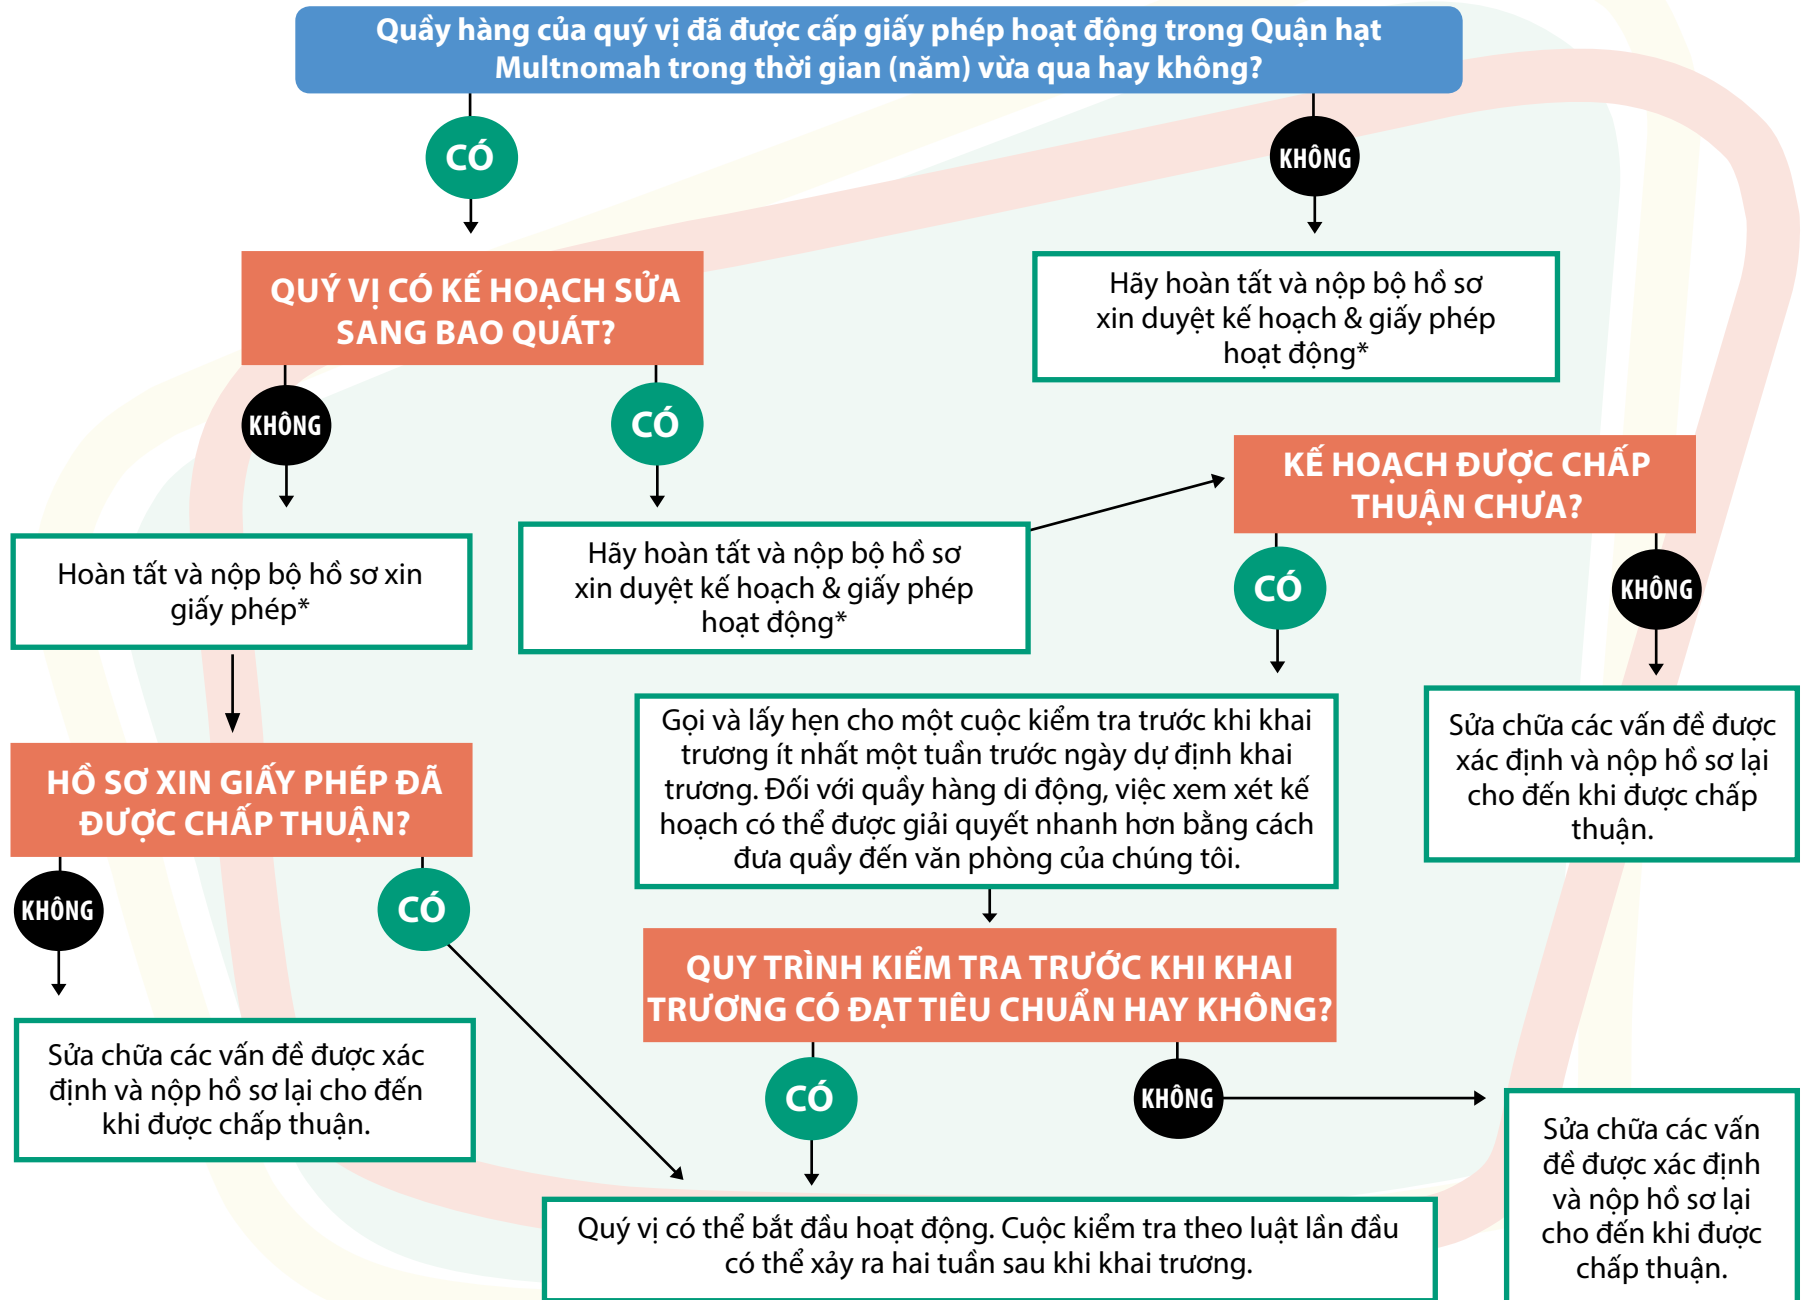 Quầy hàng của quý vị đã được cấp giấy phép hoạt động trong Quận hạt
Multnomah trong thời gian (năm) vừa qua hay không?
CÓ
KHÔNG
QUÝ VỊ CÓ KẾ HOẠCH SỬA
SANG BAO QUÁT?
Hãy hoàn tất và nộp bộ hồ sơ
xin duyệt kế hoạch & giấy phép
hoạt động*
KHÔNG
CÓ
KẾ HOẠCH ĐƯỢC CHẤP
THUẬN CHƯA?
Hoàn tất và nộp bộ hồ sơ xin
giấy phép*
Hãy hoàn tất và nộp bộ hồ sơ
xin duyệt kế hoạch & giấy phép
hoạt động*
CÓ
KHÔNG
Gọi và lấy hẹn cho một cuộc kiểm tra trước khi khai
trương ít nhất một tuần trước ngày dự định khai
trương. Đối với quầy hàng di động, việc xem xét kế
hoạch có thể được giải quyết nhanh hơn bằng cách
đưa quầy đến văn phòng của chúng tôi.
Sửa chữa các vấn đề được
xác định và nộp hồ sơ lại
cho đến khi được chấp
thuận.
HỒ SƠ XIN GIẤY PHÉP ĐÃ
ĐƯỢC CHẤP THUẬN?
KHÔNG
CÓ
QUY TRÌNH KIỂM TRA TRƯỚC KHI KHAI
TRƯƠNG CÓ ĐẠT TIÊU CHUẨN HAY KHÔNG?
Sửa chữa các vấn đề được xác
định và nộp hồ sơ lại cho đến
khi được chấp thuận.
CÓ
KHÔNG
Sửa chữa các vấn
đề được xác định
và nộp hồ sơ lại
cho đến khi được
chấp thuận.
Quý vị có thể bắt đầu hoạt động. Cuộc kiểm tra theo luật lần đầu
có thể xảy ra hai tuần sau khi khai trương.